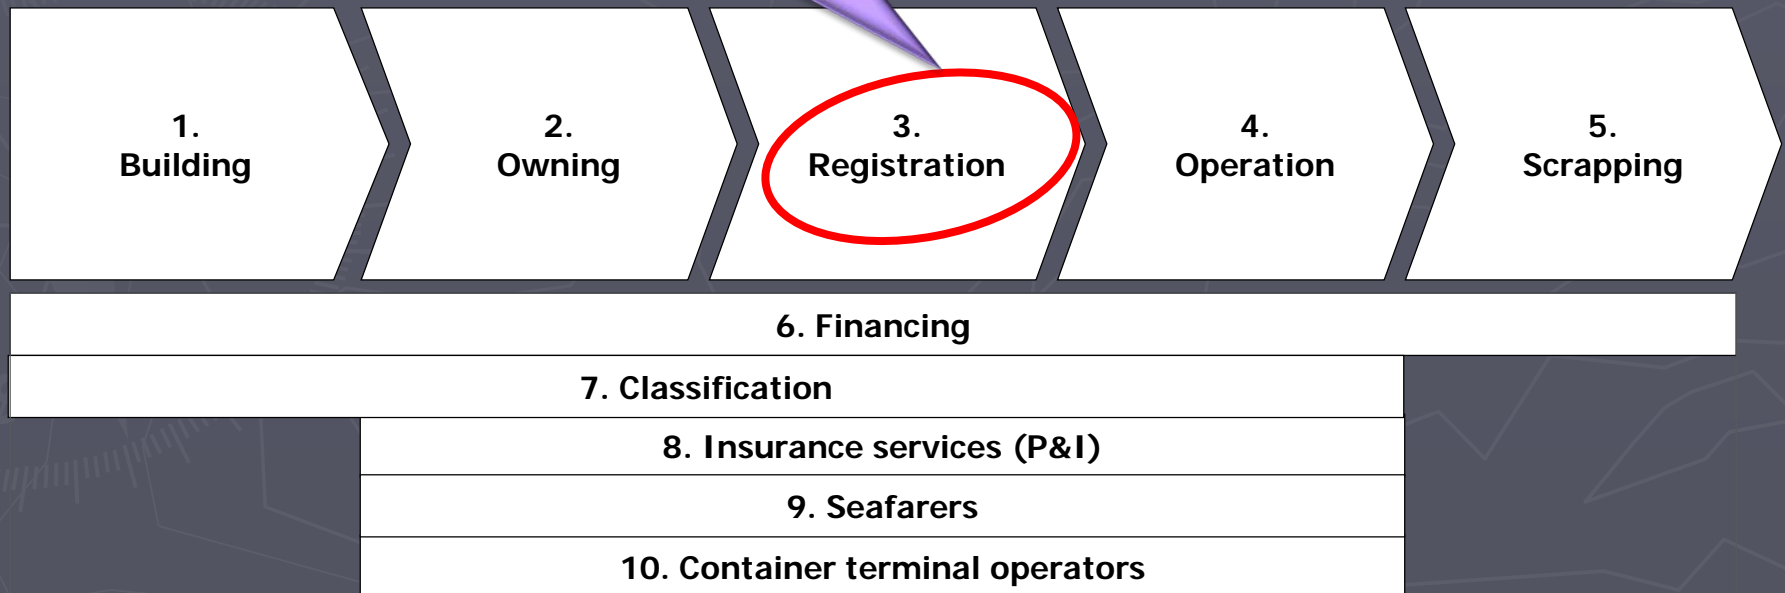 1.
Building
2.
Owning
3.
Registration
4.
Operation
5.
Scrapping
6. Financing
7. Classification
8. Insurance services (P&I)
9. Seafarers
10. Container terminal operators